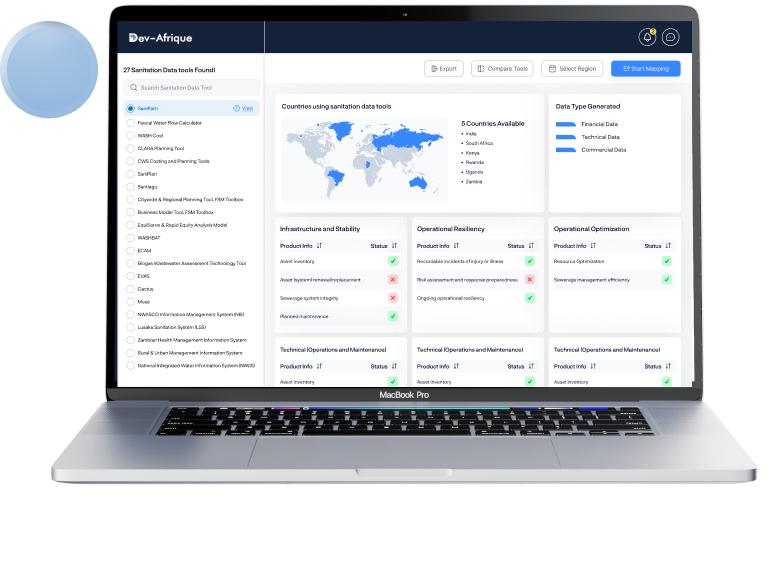 Dev-Afrique
2
27 Sanitation Data tools Found!
Search Sanitation Data Tool
SaniPath
View
Faecal Water Flow Calculator
WASH Cost
CLARA Planning Tool
CWS Costing and Planning Tools
SaniPlan
Santiago
Citywide & Regional Planning Tool, FSM Toolbox
Business Model Tool, FSM Toolbox
EquiServe & Rapid Equity Analysis Model
WASHBAT
ECAM
Biogas Wastewater Assessment Technology Tool
EVAS
Cactus
Muse
NWASCO Information Management System (NIS)
Lusaka Sanitation System (LSS)
Zambian Health Management Information System
Rural & Urban Management Information System
National Integrated Water Information System (NIWIS)
Export
Compare Tools
Select Region
Start Mapping
Countries using sanitation data tools
5 Countries Available
India
South Africa
Kenya
Rwanda
Uganda
Zambia
Data Type Generated
Financial Data
Technical Data
Commercial Data
Infrastructure and Stability
Product Info
Status
Asset inventory
Asset (system) renewal/replacement
Sewerage system integrity
Planned maintenance
Operational Resiliency
Product Info
Status
Recordable incidents of injury or illness
Risk assessment and response preparedness
Ongoing operational resiliency
Operational Optimization
Product Info
Status
Resource Optimization
Sewerage management efficiency
Technical (Operations and Maintenance)
Product Info
Status
Asset inventory
Technical (Operations and Maintenance)
Product Info
Status
Asset inventory
Technical (Operations and Maintenance)
Product Info
Status
Asset inventory
MacBook Pro